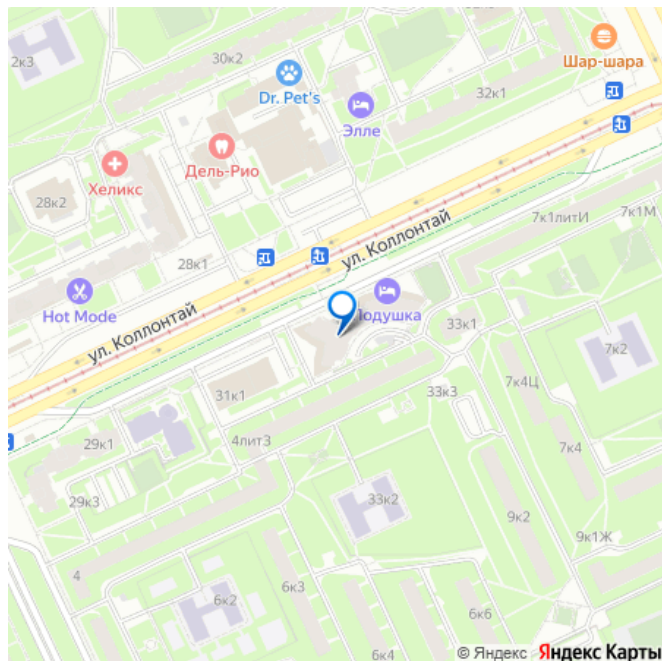 Шар-шара
30к2
2к3
Dr. Pet's
32к1
Элле
Дель-Рио
Хеликс
28к2
7к1литИ
7к1М
ул. Коллонтай
28к1
Hot Mode
Подушка
ул. Коллонтай
33к1
7к2
31к1
33к3
7к4Ц
29к1
4лит3
7к4
29к3
33к2
9к2
9к1Ж
4
6к3
6к2
6к6
6к4
© Яндекс Яндекс Карты